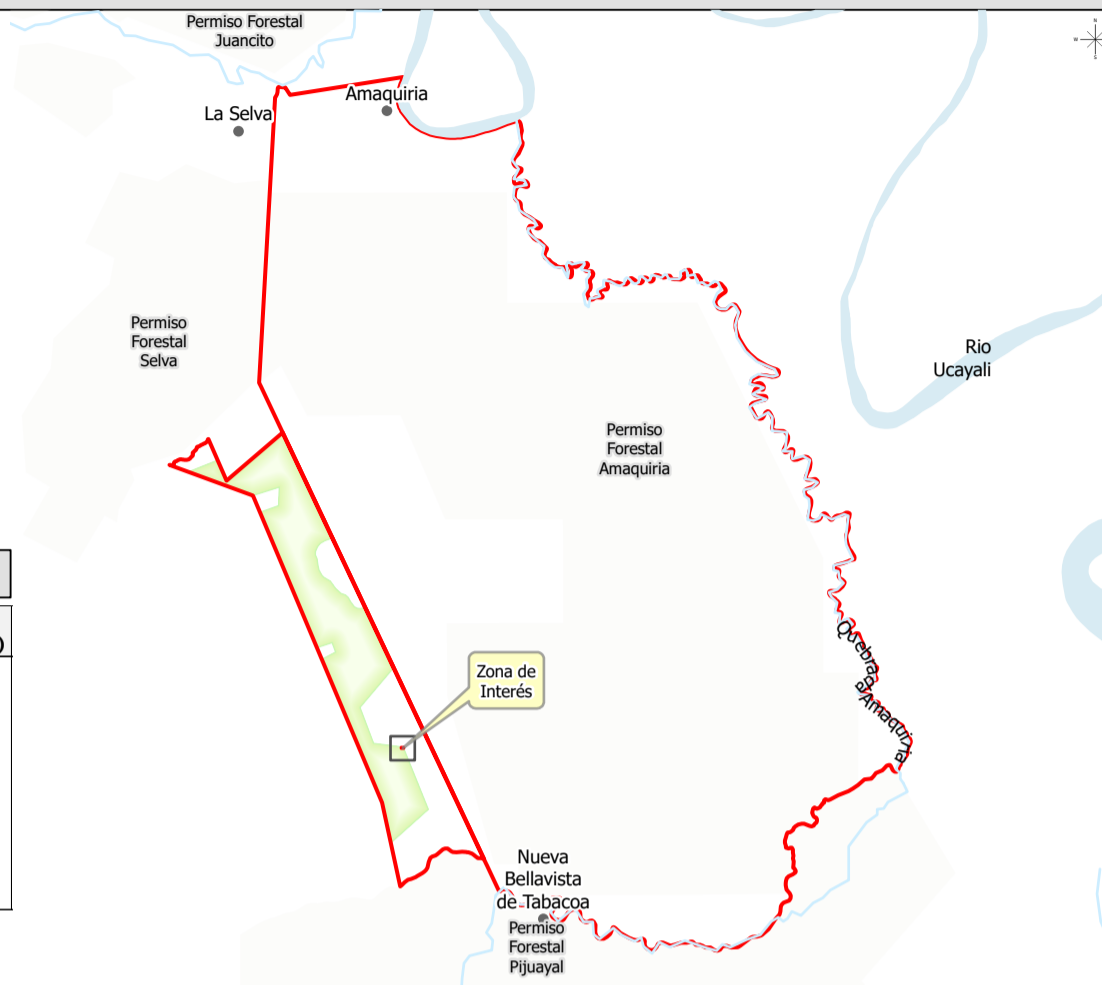 Permiso Forestal
Juancito
N
W
S
Amaquiria
La Selva
Permiso
Forestal
Selva
Rio
Ucayali
Permiso
Forestal
Amaquiria
Quebrada
Amaquiria
Zona de
Interés
Nueva
Bellavista
de Tabacoa
Permiso
Forestal
Pijuayal